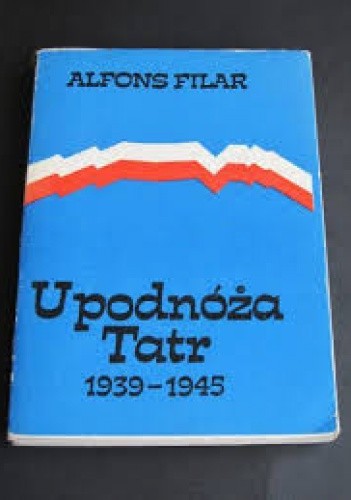 ALFONS FILAR
U podnóża
Tatr
1939-1945